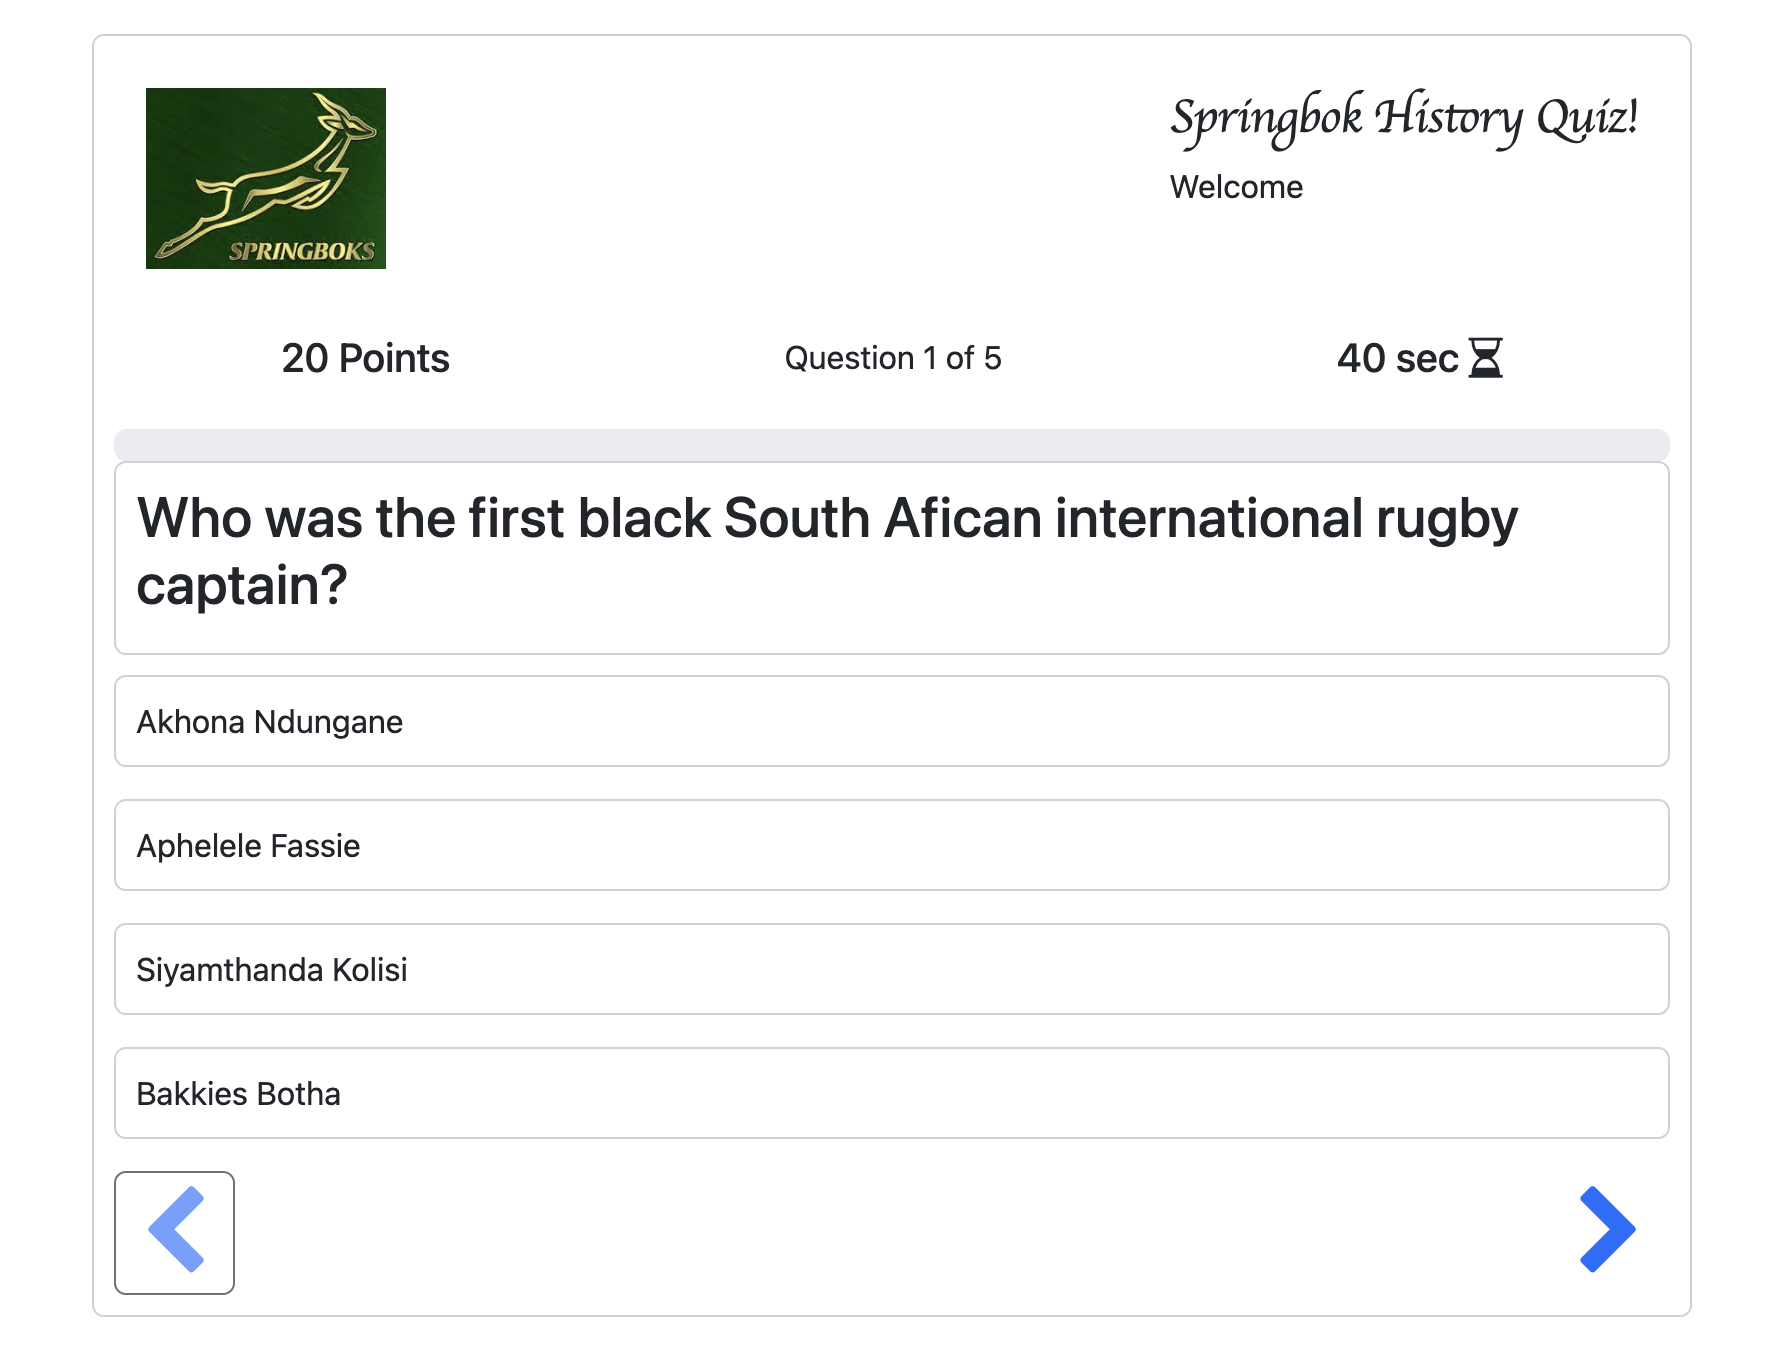 SPRINGBOKS
Springbok History Quiz!
Welcome
20 Points
Question 1 of 5
40 sec
Who was the first black South Afican international rugby
captain?
Akhona Ndungane
Aphelele Fassie
Siyamthanda Kolisi
Bakkies Botha